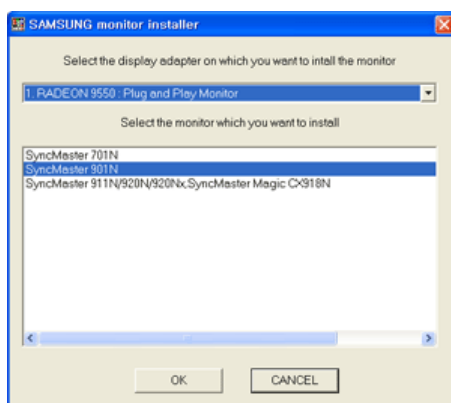 SAMSUNG monitor installer
Select the display adapter on which you want to intall the monitor
1. RADEON 9550 : Plug and Play Monitor
Select the monitor which you want to install
SyncMaster 701N
SyncMaster 901N
SyncMaster 911N/920N/920Nx,SyncMaster Magic CX918N
OK
CANCEL